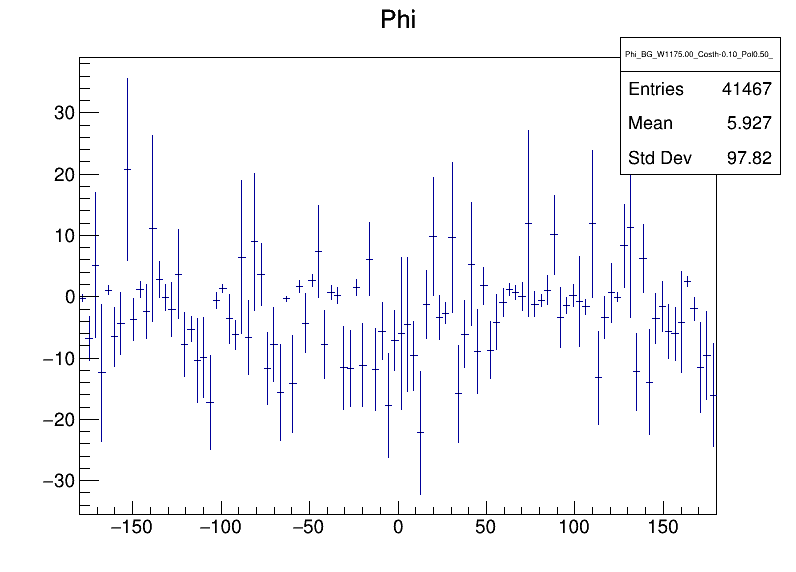 Phi
Phi_BG_W1175.00_Costh-0.10_Pol0.50_
Entries 41467
Mean 5.927
Std Dev 97.82
30
20
10
0
−10
−20
−30
−150 −100 −50 0 50 100 150